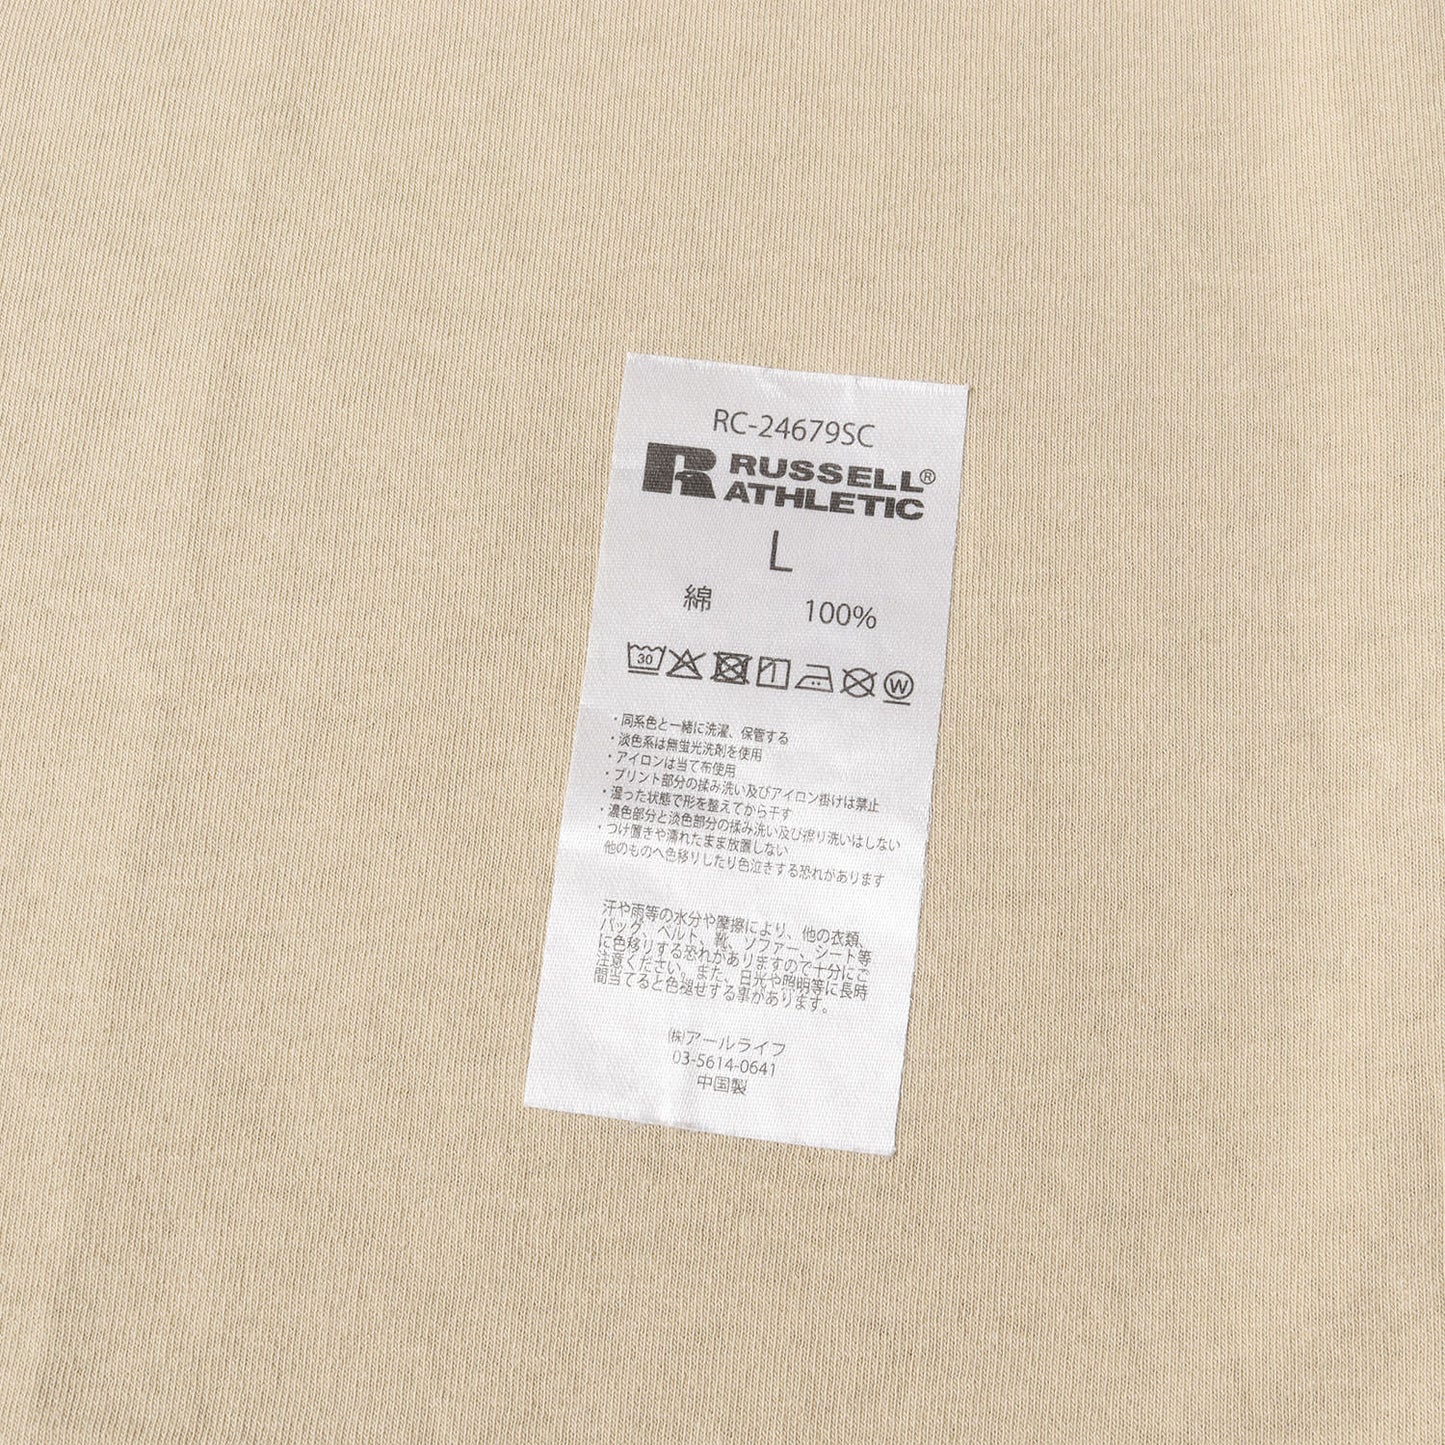 RC-24679SC
RUSSELL®
ATHLETIC
L
綿 100%
30 W
・同系色と一緒に洗濯、保管する
・淡色系は無蛍光洗剤を使用
・アイロンは当て布使用
・プリント部分の揉み洗い及びアイロン掛けは禁止
・湿った状態で形を整えてから干す
・濃色部分と淡色部分の揉み洗い及び擦り洗いはしない
・つけ置きや濡れたまま放置しない
他のものへ色移りしたり色泣きする恐れがあります
汗や雨等の水分や摩擦により、他の衣類、
バッグ、ベルト、靴、ソファー、シート等
に色移りする恐れがありますので十分にご
注意ください。また、日光や照明等に長時
間当てると色褪せする事があります。
㈱アールライフ
03-5614-0641
中国製